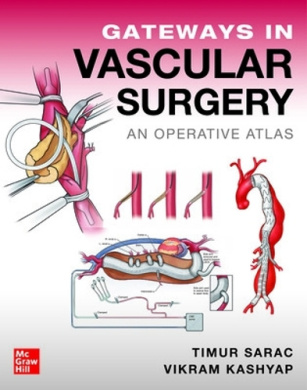 GATEWAYS IN
VASCULAR
SURGERY
AN OPERATIVE ATLAS
Mc
Graw
Hill
TIMUR SARAC
VIKRAM KASHYAP